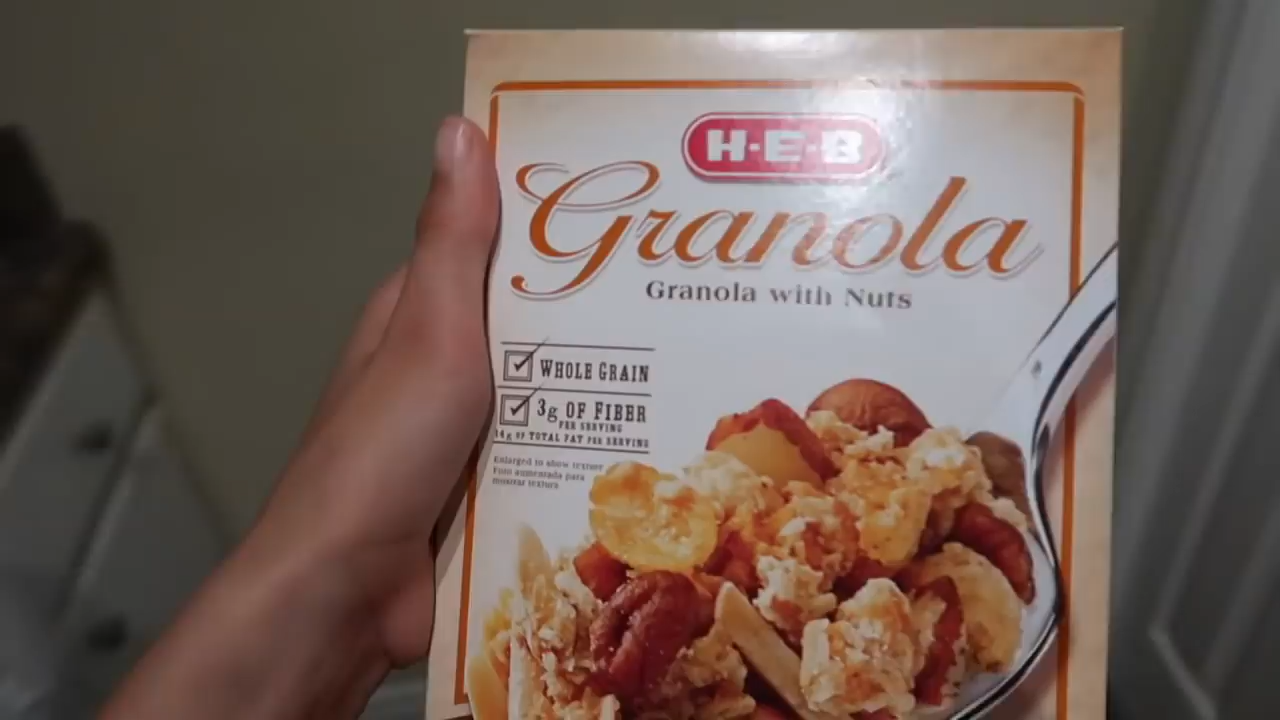 H-E-B
Granola
Granola with Nuts
WHOLE GRAIN
3g OF FIBER
PER SERVING
14g OF TOTAL FAT PER SERVING
Enlarged to show texture
Foto aumentada para
mostrar textura